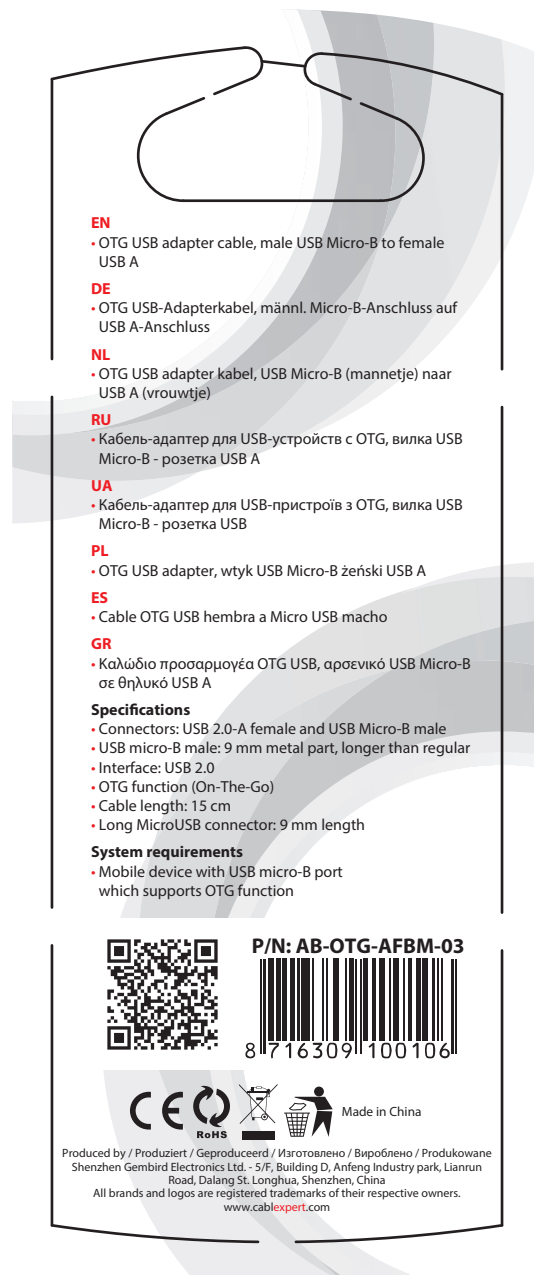 EN
• OTG USB adapter cable, male USB Micro-B to female
USB A
DE
• OTG USB-Adapterkabel, männl. Micro-B-Anschluss auf
USB A-Anschluss
NL
• OTG USB adapter kabel, USB Micro-B (mannetje) naar
USB A (vrouwtje)
RU
• Кабель-адаптер для USB-устройств с OTG, вилка USB
Micro-B - розетка USB A
UA
• Кабель-адаптер для USB-пристроїв з OTG, вилка USB
Micro-B - розетка USB
PL
• OTG USB adapter, wtyk USB Micro-B żeński USB A
ES
• Cable OTG USB hembra a Micro USB macho
GR
• Καλώδιο προσαρμογέα OTG USB, αρσενικό USB Micro-B
σε θηλυκό USB A
Specifications
• Connectors: USB 2.0-A female and USB Micro-B male
• USB micro-B male: 9 mm metal part, longer than regular
• Interface: USB 2.0
• OTG function (On-The-Go)
• Cable length: 15 cm
• Long MicroUSB connector: 9 mm length
System requirements
• Mobile device with USB micro-B port
which supports OTG function
P/N: AB-OTG-AFBM-03
8 716309 100106
CE
RoHS
Made in China
Produced by / Produziert / Geproduceerd / Изготовлено / Вироблено / Produkowane
Shenzhen Gembird Electronics Ltd. - 5/F, Building D, Anfeng Industry park, Lianrun
Road, Dalang St. Longhua, Shenzhen, China
All brands and logos are registered trademarks of their respective owners.
www.cablexpert.com